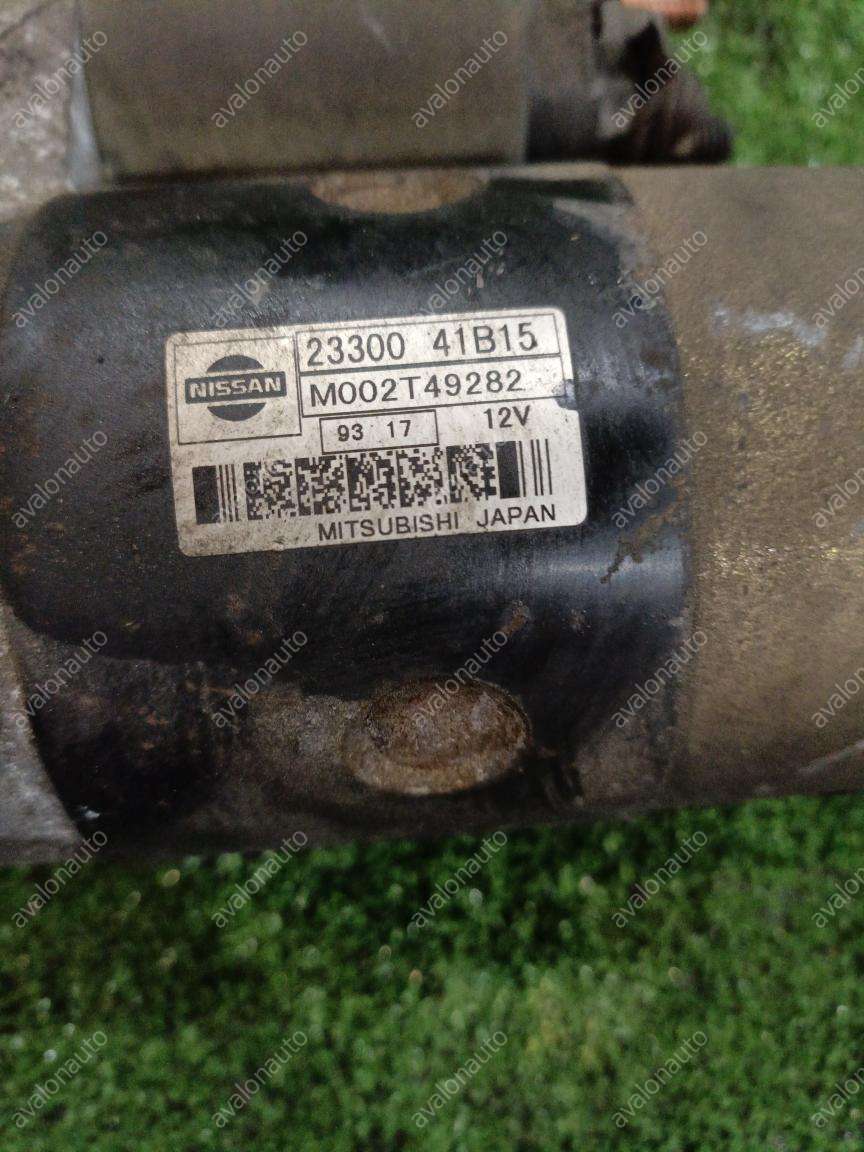 NISSAN
23300 41B15
M002T49282
93 17
12V
MITSUBISHI JAPAN
avalonauto